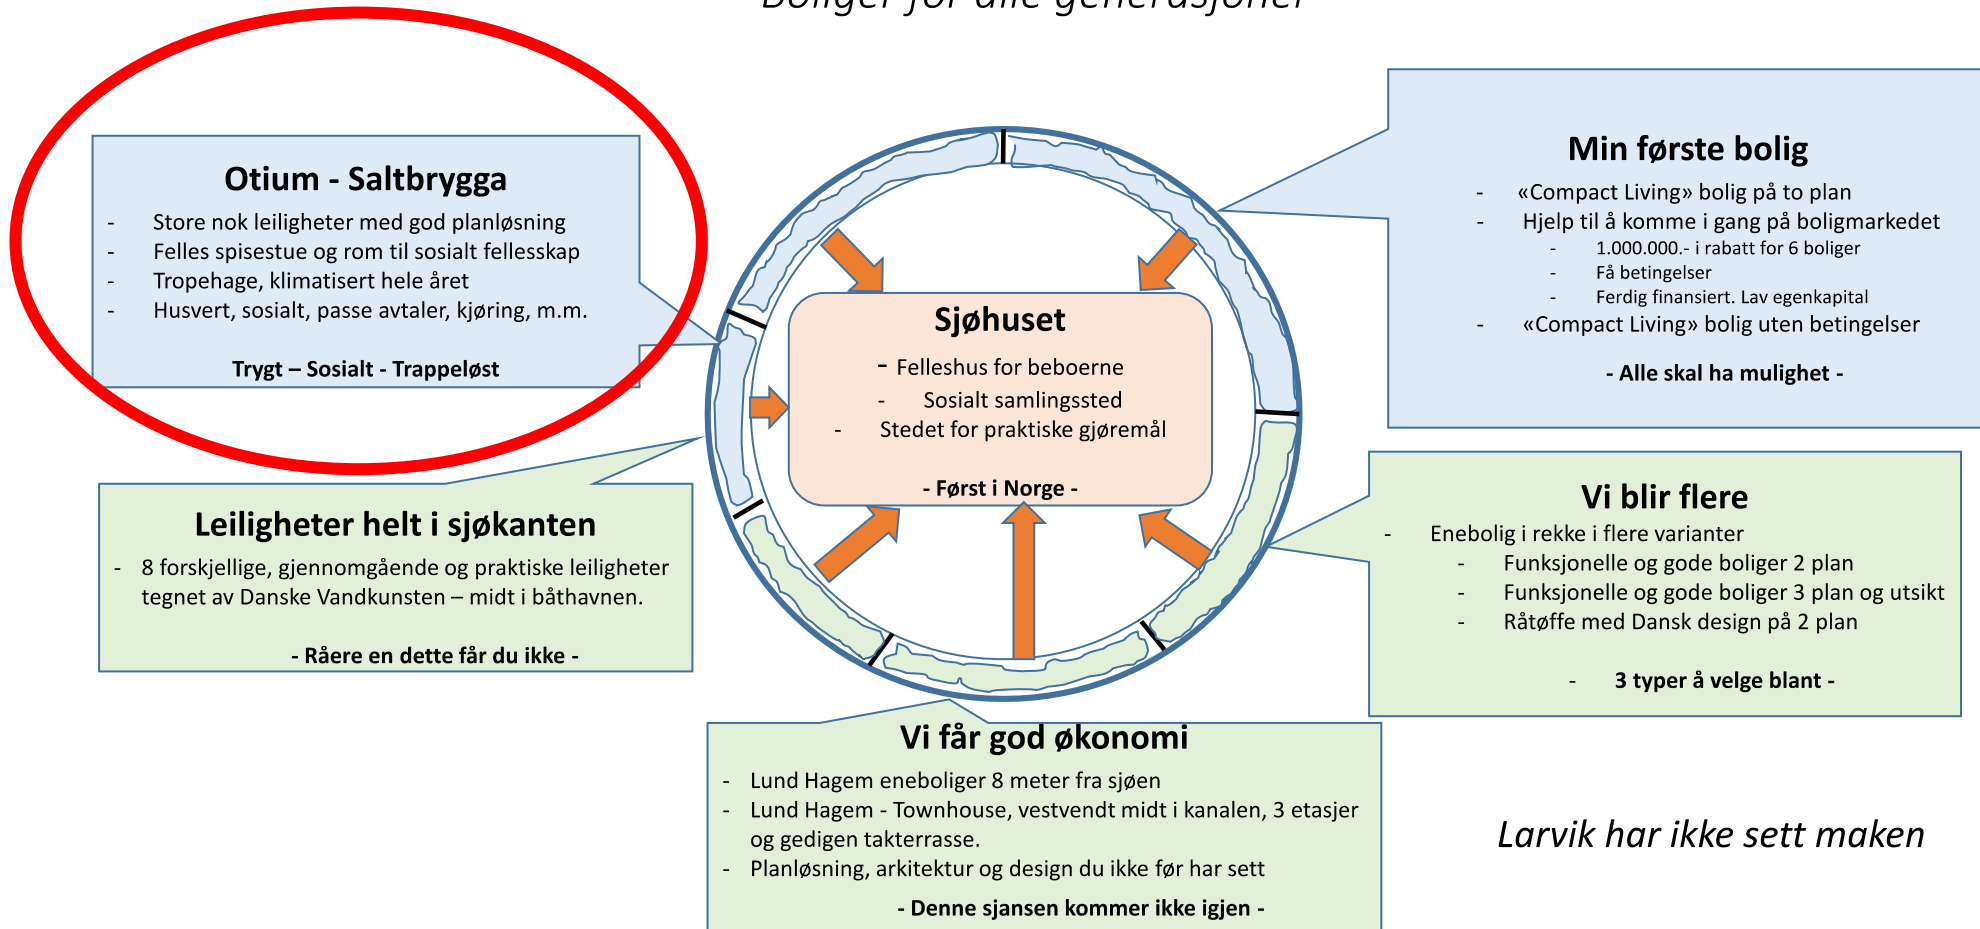 Boliger for alle generasjoner
Otium - Saltbrygga
- Store nok leiligheter med god planløsning
- Felles spisestue og rom til sosialt fellesskap
- Tropehage, klimatisert hele året
- Husvert, sosialt, passe avtaler, kjøring, m.m.
Trygt – Sosialt - Trappeløst
Min første bolig
- «Compact Living» bolig på to plan
- Hjelp til å komme i gang på boligmarkedet
- 1.000.000.- i rabatt for 6 boliger
- Få betingelser
- Ferdig finansiert. Lav egenkapital
- «Compact Living» bolig uten betingelser
- Alle skal ha mulighet -
Sjøhuset
- Felleshus for beboerne
- Sosialt samlingssted
- Stedet for praktiske gjøremål
- Først i Norge -
Leiligheter helt i sjøkanten
- 8 forskjellige, gjennomgående og praktiske leiligheter
tegnet av Danske Vandkunsten – midt i båthavnen.
- Råere en dette får du ikke -
Vi blir flere
- Enebolig i rekke i flere varianter
- Funksjonelle og gode boliger 2 plan
- Funksjonelle og gode boliger 3 plan og utsikt
- Råtøffe med Dansk design på 2 plan
- 3 typer å velge blant -
Vi får god økonomi
- Lund Hagem eneboliger 8 meter fra sjøen
- Lund Hagem - Townhouse, vestvendt midt i kanalen, 3 etasjer
og gedigen takterrasse.
- Planløsning, arkitektur og design du ikke før har sett
- Denne sjansen kommer ikke igjen -
Larvik har ikke sett maken